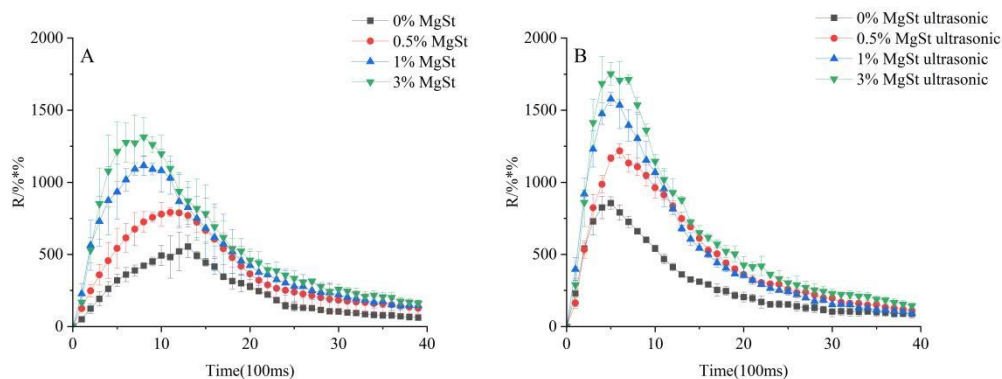 A
0% MgSt
0.5% MgSt
1% MgSt
3% MgSt
2000
1500
1000
500
0
R/%*%
0 10 20 30 40
Time(100ms)
B
0% MgSt ultrasonic
0.5% MgSt ultrasonic
1% MgSt ultrasonic
3% MgSt ultrasonic
2000
1500
1000
500
0
R/%*%
0 10 20 30 40
Time(100ms)